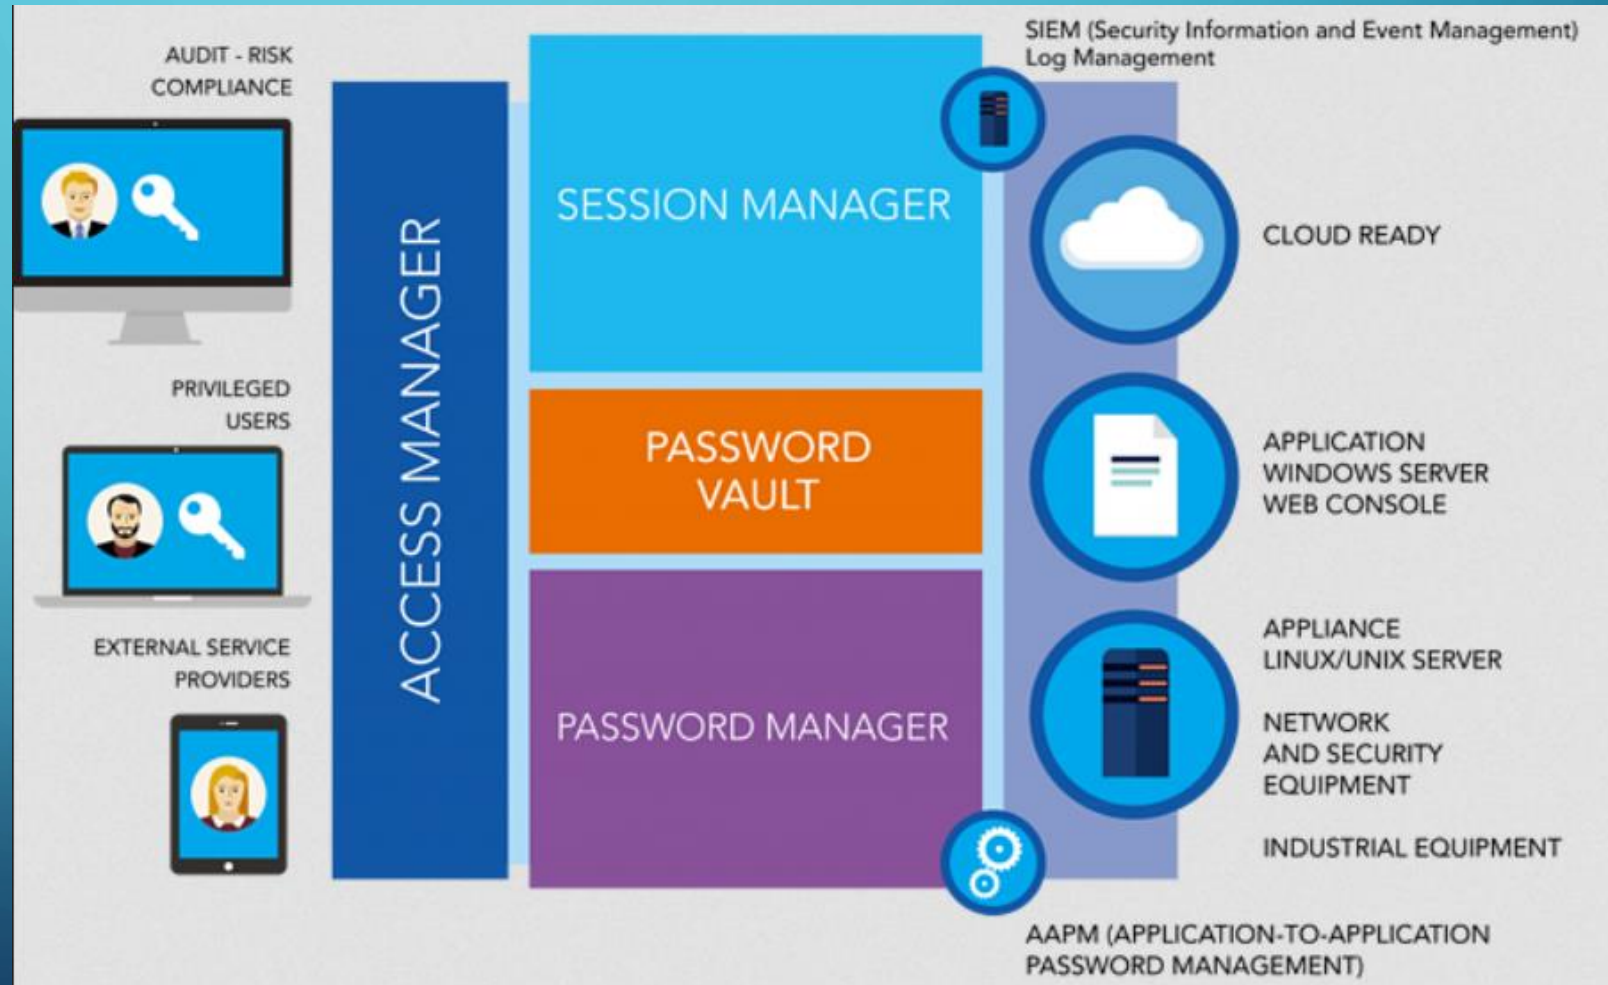 AUDIT - RISK
COMPLIANCE
PRIVILEGED
USERS
EXTERNAL SERVICE
PROVIDERS
ACCESS MANAGER
SESSION MANAGER
PASSWORD
VAULT
PASSWORD MANAGER
SIEM (Security Information and Event Management)
Log Management
CLOUD READY
APPLICATION
WINDOWS SERVER
WEB CONSOLE
APPLIANCE
LINUX/UNIX SERVER
NETWORK
AND SECURITY
EQUIPMENT
INDUSTRIAL EQUIPMENT
AAPM (APPLICATION-TO-APPLICATION
PASSWORD MANAGEMENT)